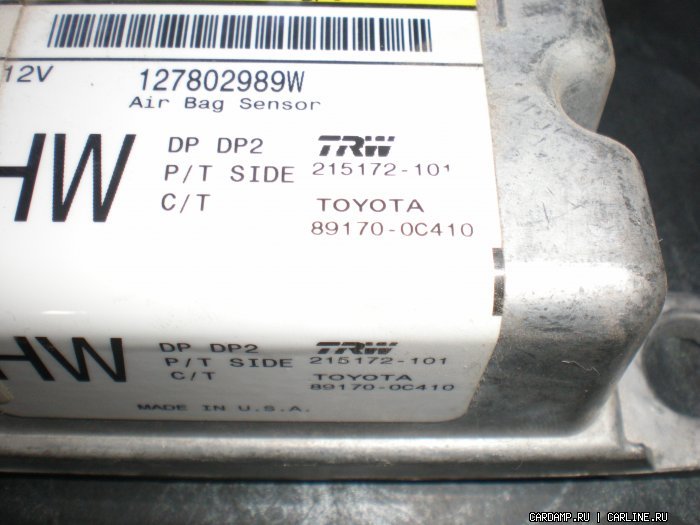 12V
127802989W
Air Bag Sensor
HW
DP DP2
P/T SIDE
C/T
TRW
215172-101
TOYOTA
89170-0C410
HW
DP DP2
P/T SIDE
C/T
TRW
215172-101
TOYOTA
89170-0C410
MADE IN U.S.A.
CARDAMP.RU | CARLINE.RU